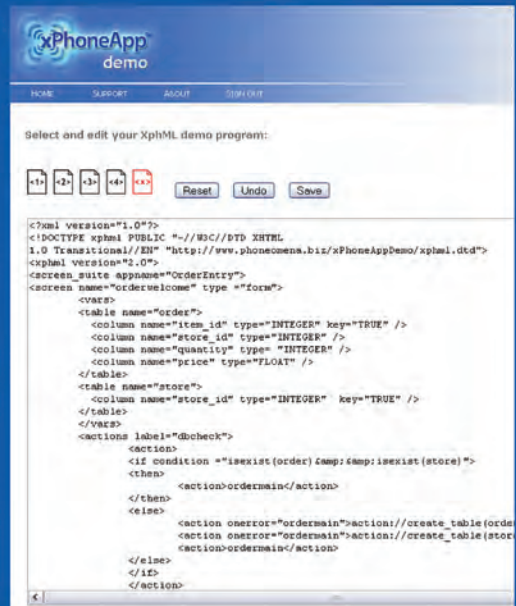 xPhoneApp™
demo
HOME SUPPORT ABOUT SIGN OUT
Select and edit your XphML demo program:
<1> <2> <3> <4> <x> Reset Undo Save
<?xml version="1.0"?>
<!DOCTYPE xphml PUBLIC "-//W3C//DTD XHTML
1.0 Transitional//EN" "http://www.phoneomena.biz/xPhoneAppDemo/xphml.dtd">
<xphml version="2.0">
<screen_suite appname="OrderEntry">
<screen name="orderwelcome" type ="form">
<vars>
<table name="order">
<column name="item_id" type="INTEGER" key="TRUE" />
<column name="store_id" type="INTEGER" />
<column name="quantity" type= "INTEGER" />
<column name="price" type="FLOAT" />
</table>
<table name="store">
<column name="store_id" type="INTEGER" key="TRUE" />
</table>
</vars>
<actions label="dbcheck">
<action>
<if condition ="isexist(order)&amp;&amp;isexist(store)">
<then>
<action>ordermain</action>
</then>
<else>
<action onerror="ordermain">action://create_table(orde
<action onerror="ordermain">action://create_table(stor
<action>ordermain</action>
</else>
</if>
</action>